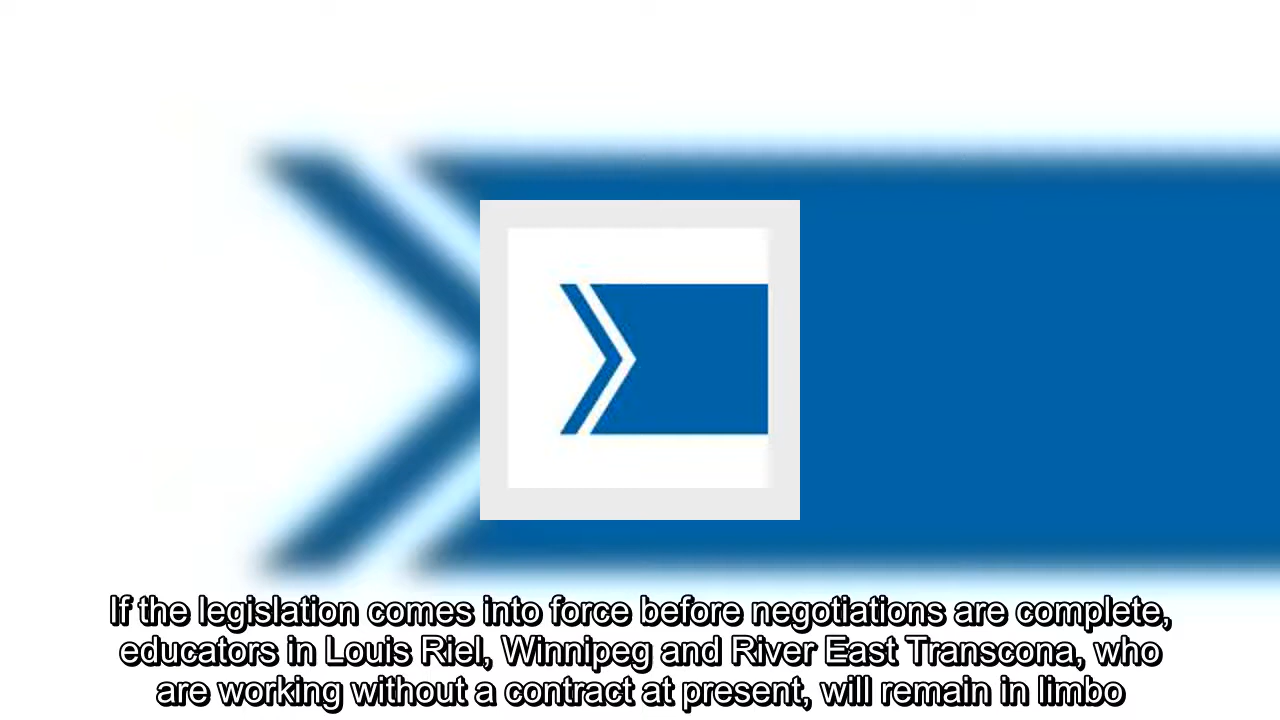 If the legislation comes into force before negotiations are complete,
educators in Louis Riel, Winnipeg and River East Transcona, who
are working without a contract at present, will remain in limbo